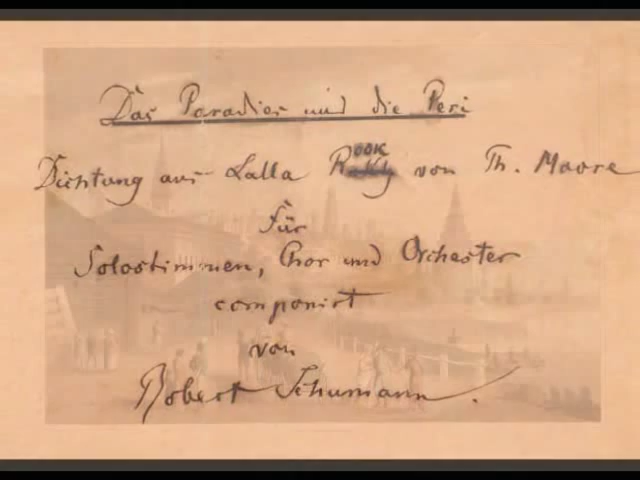 Das Paradies und die Peri
Dichtung aus Lalla Rookh von Th. Moore
Für
Solostimmen, Chor und Orchester
componirt
von
Robert Schumann.